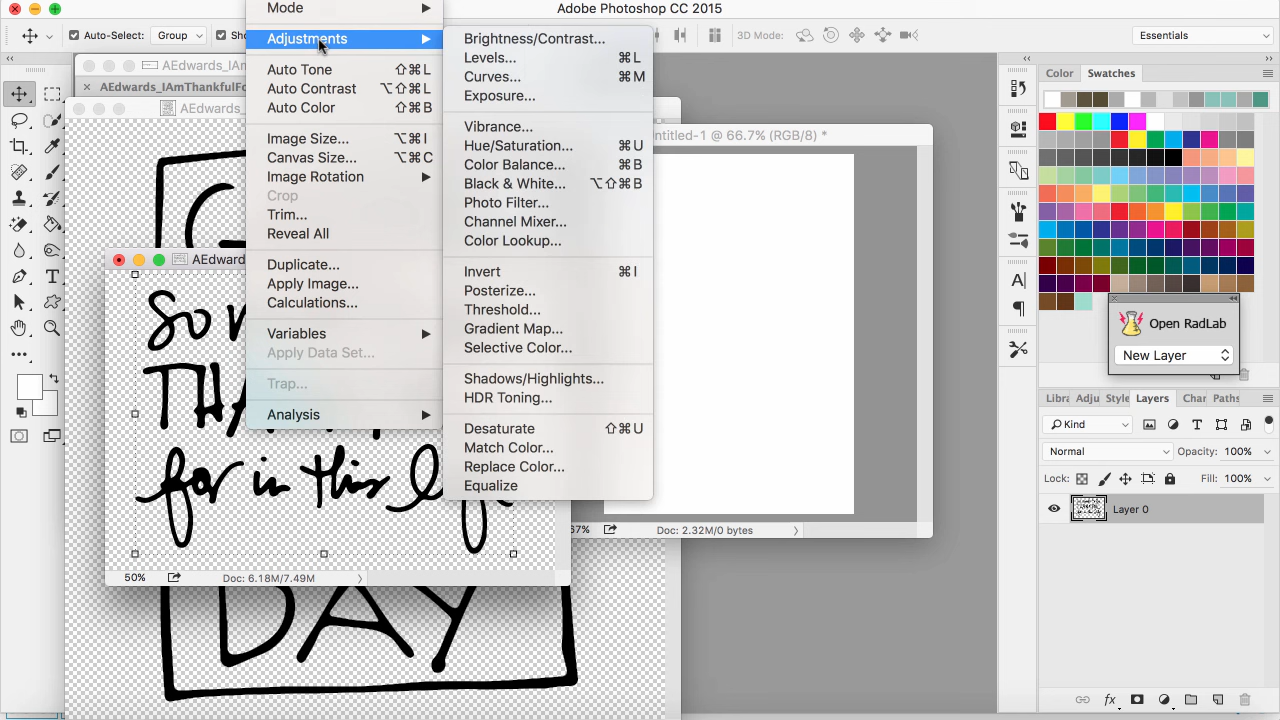 Adobe Photoshop CC 2015
Auto-Select: Group 3D Mode: Essentials
Mode
Adjustments
Auto Tone ⇧⌘L
Auto Contrast ⌥⇧⌘L
Auto Color ⇧⌘B
Image Size... ⌥⌘I
Canvas Size... ⌥⌘C
Image Rotation
Crop
Trim...
Reveal All
Duplicate...
Apply Image...
Calculations...
Variables
Apply Data Set...
Trap...
Analysis
Brightness/Contrast...
Levels... ⌘L
Curves... ⌘M
Exposure...
Vibrance...
Hue/Saturation... ⌘U
Color Balance... ⌘B
Black & White... ⌥⇧⌘B
Photo Filter...
Channel Mixer...
Color Lookup...
Invert ⌘I
Posterize...
Threshold...
Gradient Map...
Selective Color...
Shadows/Highlights...
HDR Toning...
Desaturate ⇧⌘U
Match Color...
Replace Color...
Equalize
AEdwards_IAm
AEdwards_IAmThankfulFo
AEdwards_
AEdwards
ntitled-1 @ 66.7% (RGB/8) *
So
THA
for in this
DAY
50% Doc: 6.18M/7.49M
67% Doc: 2.32M/0 bytes
Color Swatches
Open RadLab
New Layer
Libra Adju Style Layers Char Paths
Kind
Normal Opacity: 100%
Lock: Fill: 100%
Layer 0
fx